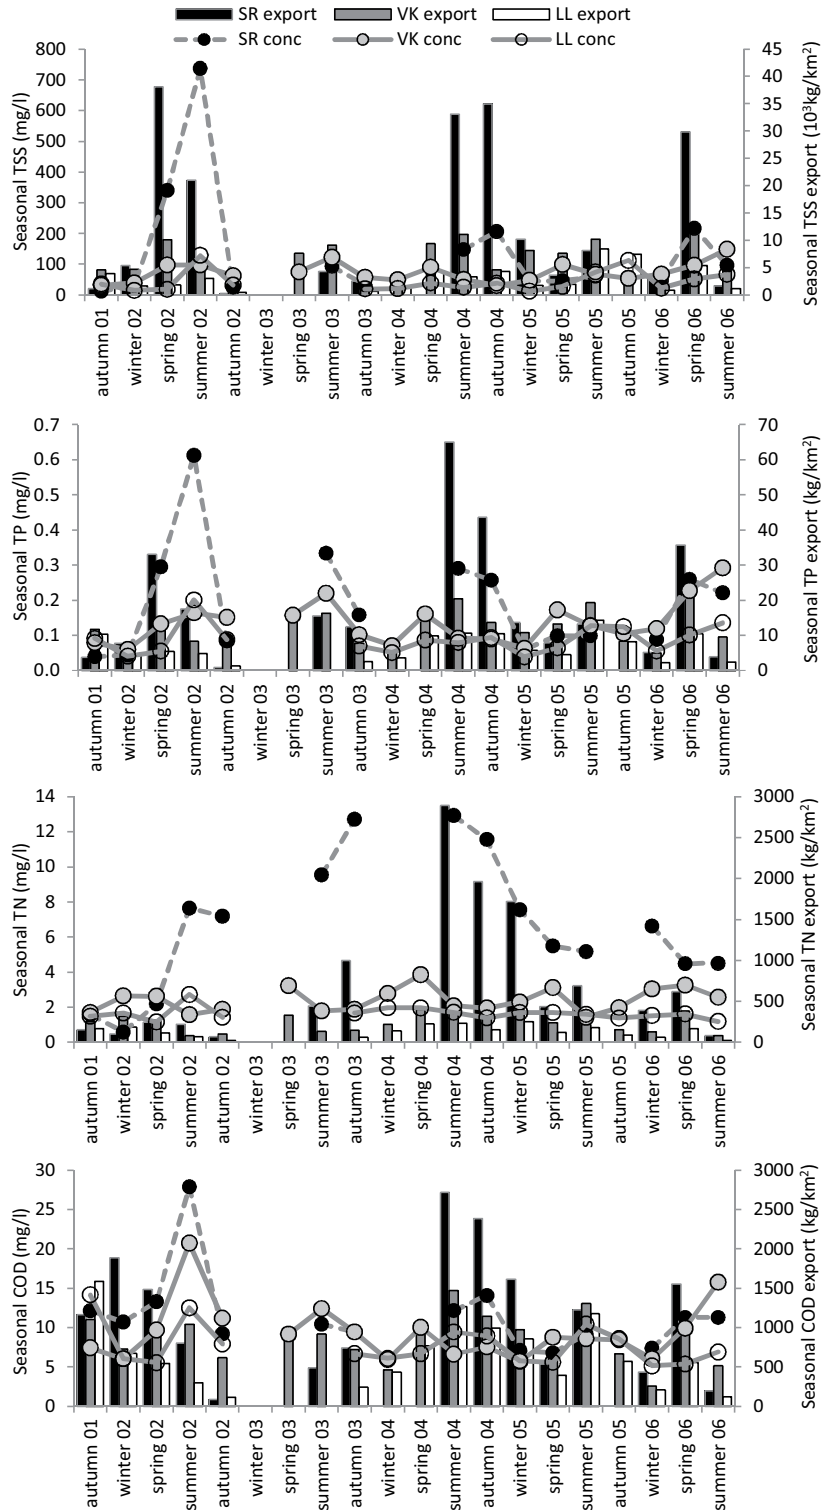 SR export VK export LL export
SR conc VK conc LL conc
Seasonal TSS (mg/l)
800
700
600
500
400
300
200
100
0
45
40
35
30
25
20
15
10
5
0
Seasonal TSS export (10³kg/km²)
autumn 01
winter 02
spring 02
summer 02
autumn 02
winter 03
spring 03
summer 03
autumn 03
winter 04
spring 04
summer 04
autumn 04
winter 05
spring 05
summer 05
autumn 05
winter 06
spring 06
summer 06
Seasonal TP (mg/l)
0.7
0.6
0.5
0.4
0.3
0.2
0.1
0.0
70
60
50
40
30
20
10
0
Seasonal TP export (kg/km²)
autumn 01
winter 02
spring 02
summer 02
autumn 02
winter 03
spring 03
summer 03
autumn 03
winter 04
spring 04
summer 04
autumn 04
winter 05
spring 05
summer 05
autumn 05
winter 06
spring 06
summer 06
Seasonal TN (mg/l)
14
12
10
8
6
4
2
0
3000
2500
2000
1500
1000
500
0
Seasonal TN export (kg/km²)
autumn 01
winter 02
spring 02
summer 02
autumn 02
winter 03
spring 03
summer 03
autumn 03
winter 04
spring 04
summer 04
autumn 04
winter 05
spring 05
summer 05
autumn 05
winter 06
spring 06
summer 06
Seasonal COD (mg/l)
30
25
20
15
10
5
0
3000
2500
2000
1500
1000
500
0
Seasonal COD export (kg/km²)
autumn 01
winter 02
spring 02
summer 02
autumn 02
winter 03
spring 03
summer 03
autumn 03
winter 04
spring 04
summer 04
autumn 04
winter 05
spring 05
summer 05
autumn 05
winter 06
spring 06
summer 06